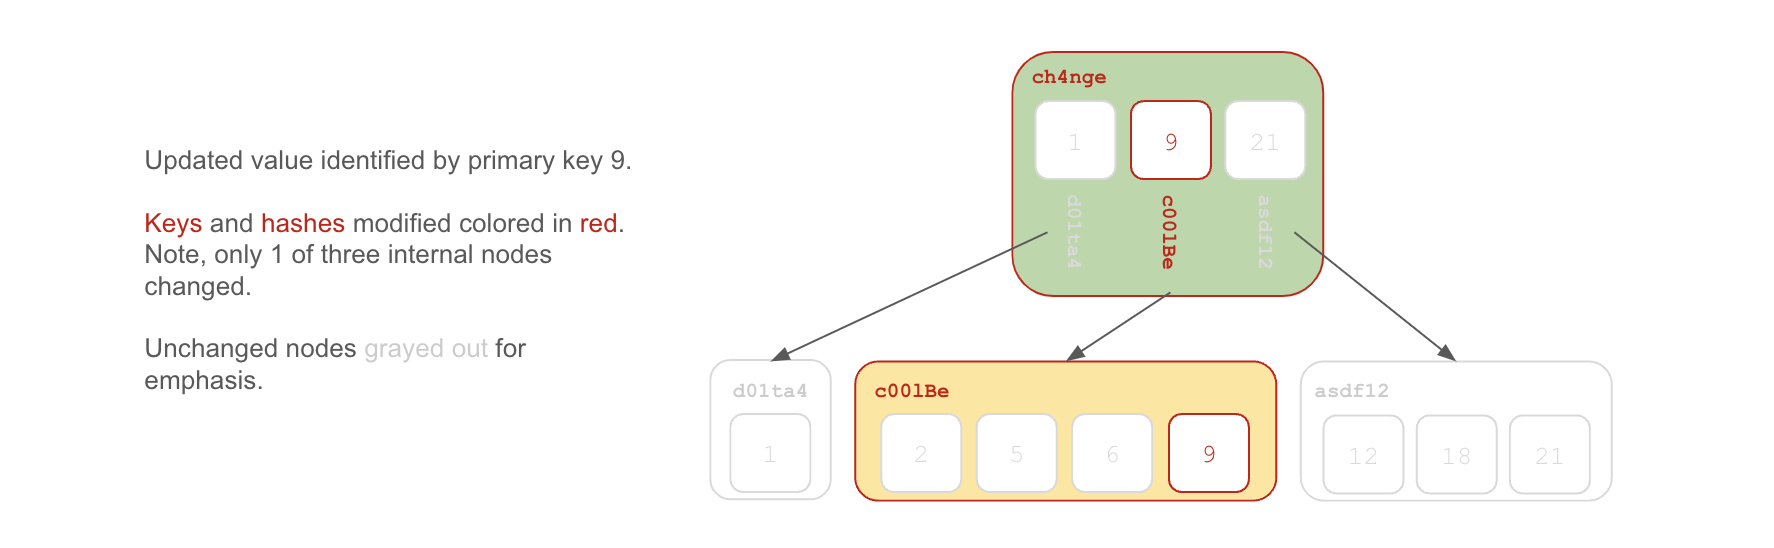 Updated value identified by primary key 9.
Keys and hashes modified colored in red.
Note, only 1 of three internal nodes
changed.
Unchanged nodes grayed out for
emphasis.
ch4nge
1 9 21
d01ta4 c00lBe asdf12
d01ta4
1
c00lBe
2 5 6 9
asdf12
12 18 21